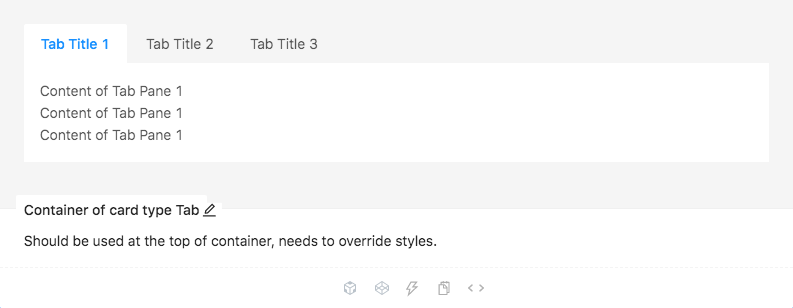 Tab Title 1 Tab Title 2 Tab Title 3
Content of Tab Pane 1
Content of Tab Pane 1
Content of Tab Pane 1
Container of card type Tab
Should be used at the top of container, needs to override styles.